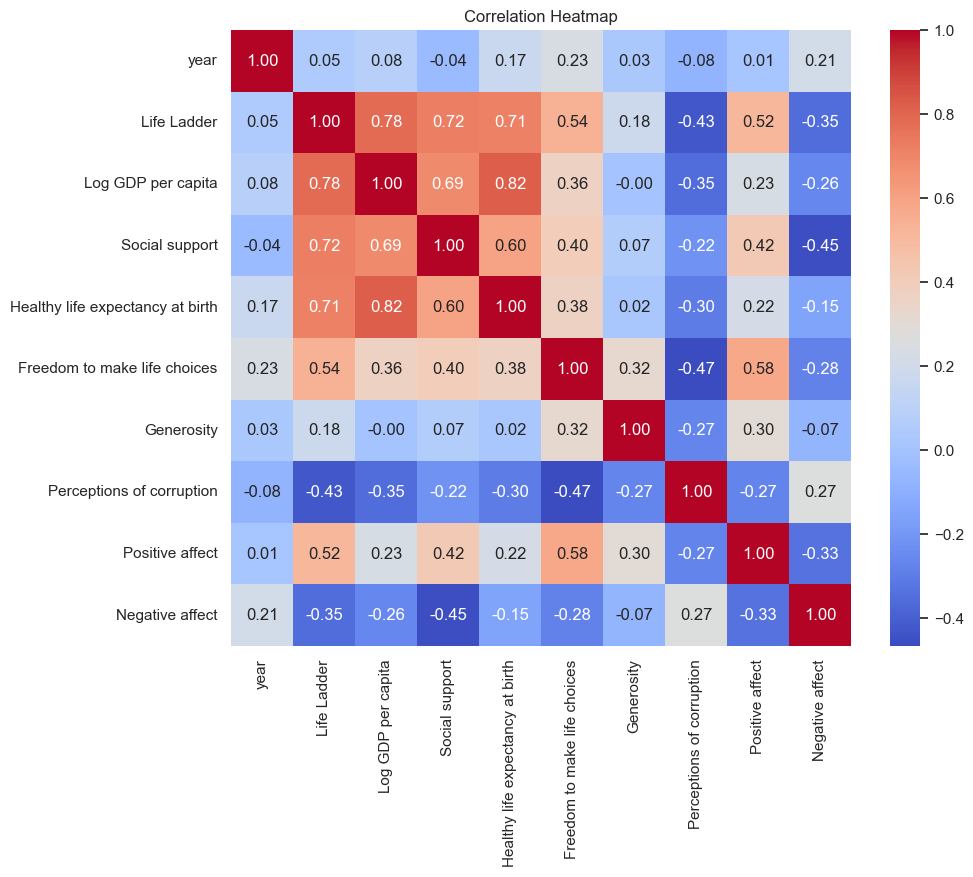 Correlation Heatmap
year 1.00 0.05 0.08 -0.04 0.17 0.23 0.03 -0.08 0.01 0.21
Life Ladder 0.05 1.00 0.78 0.72 0.71 0.54 0.18 -0.43 0.52 -0.35
Log GDP per capita 0.08 0.78 1.00 0.69 0.82 0.36 -0.00 -0.35 0.23 -0.26
Social support -0.04 0.72 0.69 1.00 0.60 0.40 0.07 -0.22 0.42 -0.45
Healthy life expectancy at birth 0.17 0.71 0.82 0.60 1.00 0.38 0.02 -0.30 0.22 -0.15
Freedom to make life choices 0.23 0.54 0.36 0.40 0.38 1.00 0.32 -0.47 0.58 -0.28
Generosity 0.03 0.18 -0.00 0.07 0.02 0.32 1.00 -0.27 0.30 -0.07
Perceptions of corruption -0.08 -0.43 -0.35 -0.22 -0.30 -0.47 -0.27 1.00 -0.27 0.27
Positive affect 0.01 0.52 0.23 0.42 0.22 0.58 0.30 -0.27 1.00 -0.33
Negative affect 0.21 -0.35 -0.26 -0.45 -0.15 -0.28 -0.07 0.27 -0.33 1.00
year
Life Ladder
Log GDP per capita
Social support
Healthy life expectancy at birth
Freedom to make life choices
Generosity
Perceptions of corruption
Positive affect
Negative affect
1.0
0.8
0.6
0.4
0.2
0.0
−0.2
−0.4